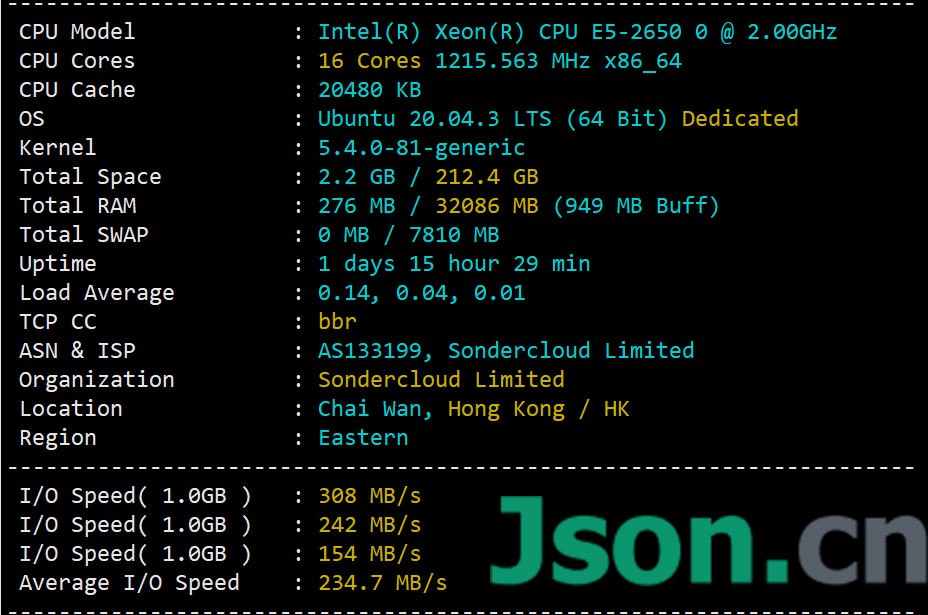 CPU Model : Intel(R) Xeon(R) CPU E5-2650 0 @ 2.00GHz
CPU Cores : 16 Cores 1215.563 MHz x86_64
CPU Cache : 20480 KB
OS : Ubuntu 20.04.3 LTS (64 Bit) Dedicated
Kernel : 5.4.0-81-generic
Total Space : 2.2 GB / 212.4 GB
Total RAM : 276 MB / 32086 MB (949 MB Buff)
Total SWAP : 0 MB / 7810 MB
Uptime : 1 days 15 hour 29 min
Load Average : 0.14, 0.04, 0.01
TCP CC : bbr
ASN & ISP : AS133199, Sondercloud Limited
Organization : Sondercloud Limited
Location : Chai Wan, Hong Kong / HK
Region : Eastern
I/O Speed( 1.0GB ) : 308 MB/s
I/O Speed( 1.0GB ) : 242 MB/s
I/O Speed( 1.0GB ) : 154 MB/s
Average I/O Speed : 234.7 MB/s
Json.cn